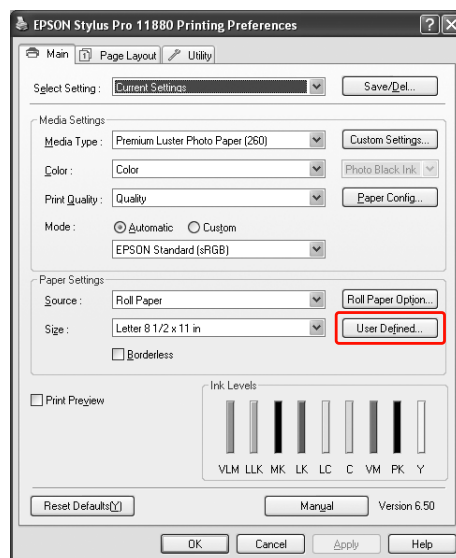 EPSON Stylus Pro 11880 Printing Preferences
Main Page Layout Utility
Select Setting : Current Settings Save/Del...
Media Settings
Media Type : Premium Luster Photo Paper (260) Custom Settings...
Color : Color Photo Black Ink
Print Quality : Quality Paper Config...
Mode : Automatic Custom
EPSON Standard (sRGB)
Paper Settings
Source : Roll Paper Roll Paper Option...
Size : Letter 8 1/2 x 11 in User Defined...
Borderless
Print Preview
Ink Levels
VLM LLK MK LK LC C VM PK Y
Reset Defaults(Y) Manual Version 6.50
OK Cancel Apply Help